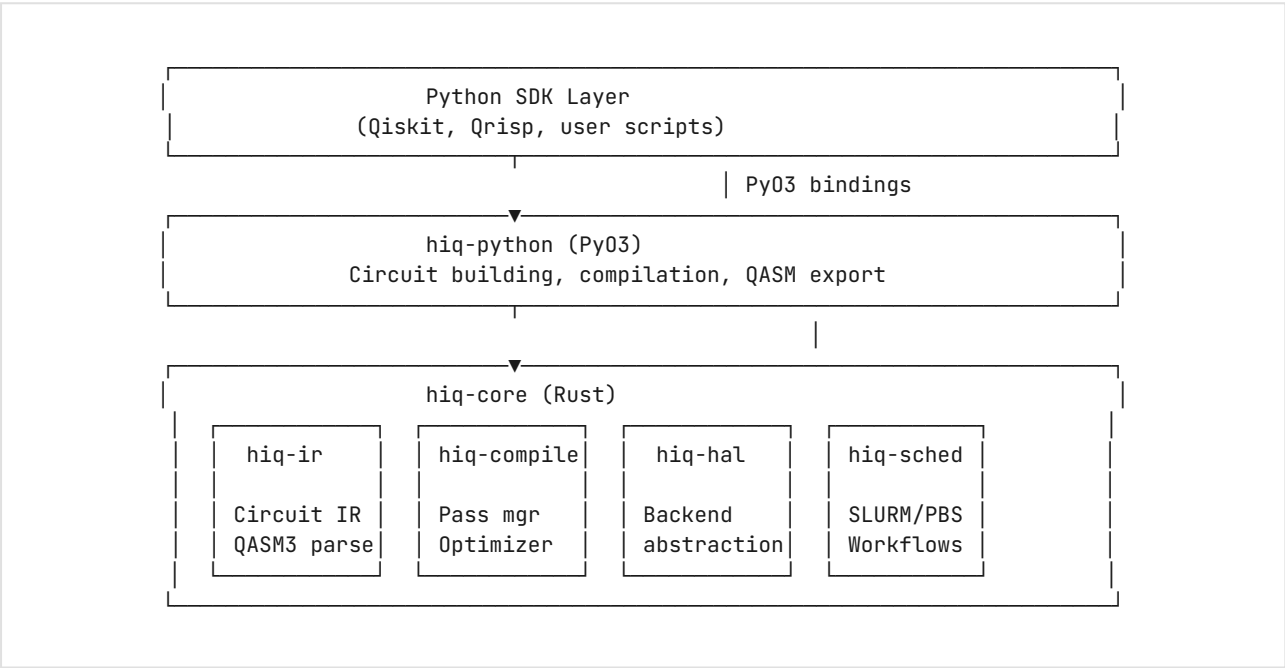 Python SDK Layer
(Qiskit, Qrisp, user scripts)
PyO3 bindings
hiq-python (PyO3)
Circuit building, compilation, QASM export
hiq-core (Rust)
hiq-ir hiq-compile hiq-hal hiq-sched
Circuit IR Pass mgr Backend SLURM/PBS
QASM3 parse Optimizer abstraction Workflows